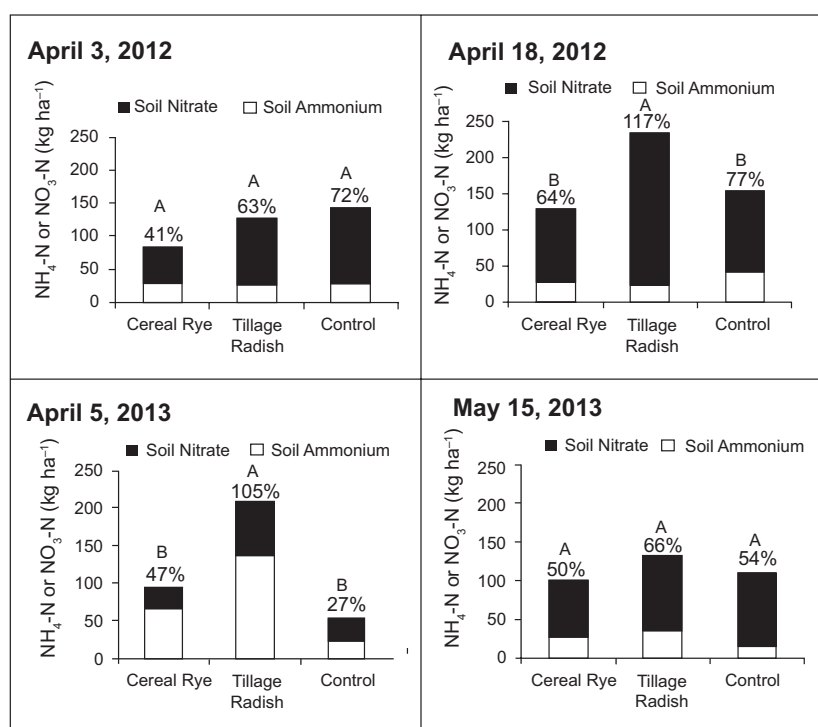 April 3, 2012
■ Soil Nitrate □ Soil Ammonium
NH₄-N or NO₃-N (kg ha⁻¹)
250
200
150
100
50
0
A
41%
A
63%
A
72%
Cereal Rye
Tillage
Radish
Control
April 18, 2012
■ Soil Nitrate □ Soil Ammonium
NH₄-N or NO₃-N (kg ha⁻¹)
250
200
150
100
50
0
B
64%
A
117%
B
77%
Cereal Rye
Tillage
Radish
Control
April 5, 2013
■ Soil Nitrate □ Soil Ammonium
NH₄-N or NO₃-N (kg ha⁻¹)
250
200
150
100
50
0
B
47%
A
105%
B
27%
Cereal Rye
Tillage
Radish
Control
May 15, 2013
■ Soil Nitrate □ Soil Ammonium
NH₄-N or NO₃-N (kg ha⁻¹)
250
200
150
100
50
0
A
50%
A
66%
A
54%
Cereal Rye
Tillage
Radish
Control